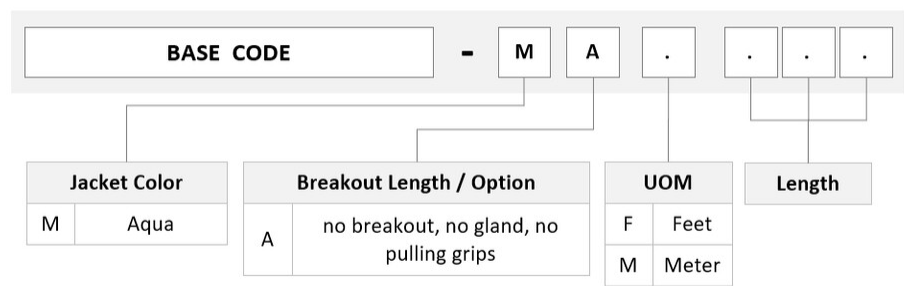 BASE CODE - M A . . . .
Jacket Color
M Aqua
Breakout Length / Option
A no breakout, no gland, no
pulling grips
UOM
F Feet
M Meter
Length